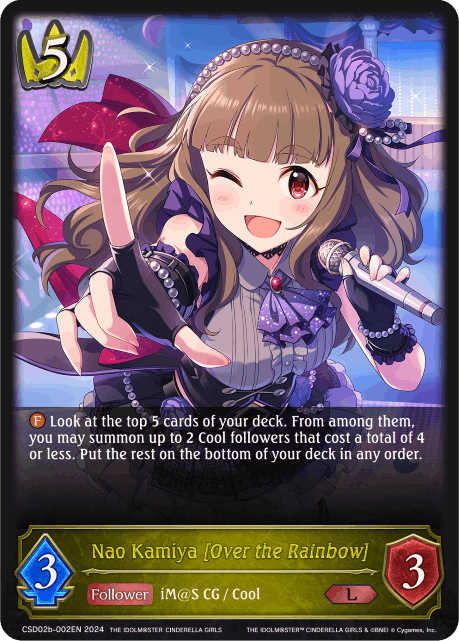 5
F Look at the top 5 cards of your deck. From among them,
you may summon up to 2 Cool followers that cost a total of 4
or less. Put the rest on the bottom of your deck in any order.
Nao Kamiya [Over the Rainbow]
3
Follower iM@S CG / Cool L
3
CSD02b-002EN 2024 THE IDOLM@STER CINDERELLA GIRLS THE IDOLM@STER™ CINDERELLA GIRLS & ©BNEI © Cygames, Inc.